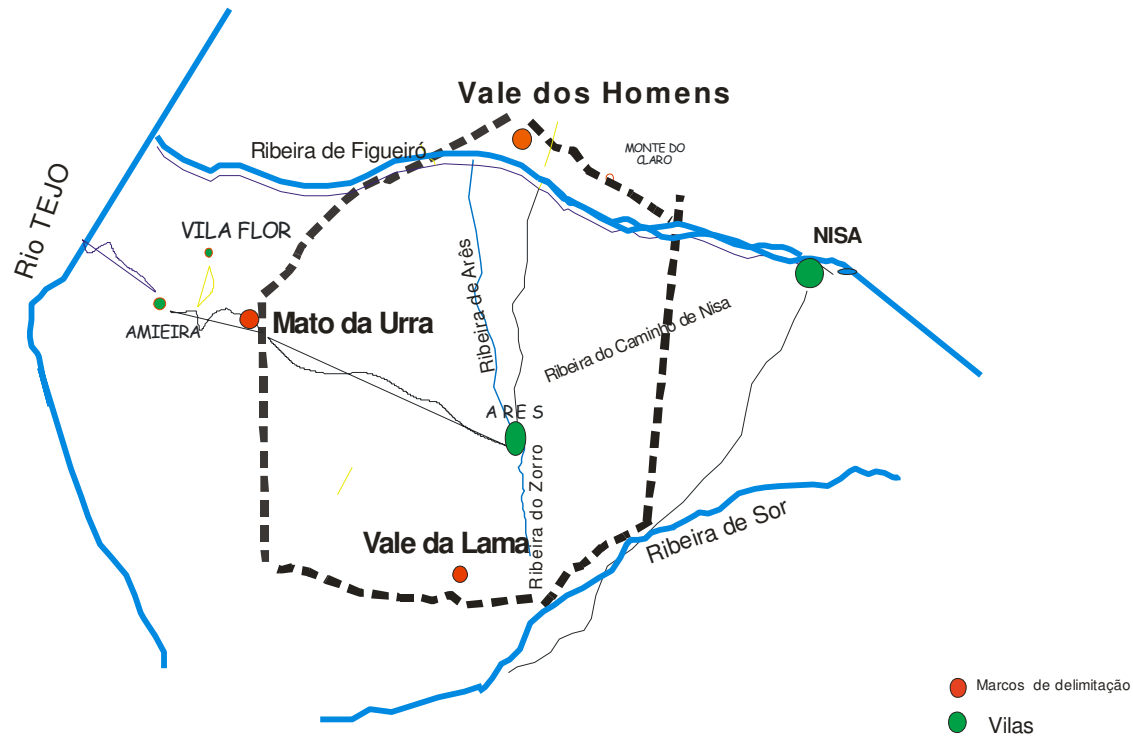 Vale dos Homens
Ribeira de Figueiró
MONTE DO
CLARO
Rio TEJO
VILA FLOR
NISA
AMIEIRA
Mato da Urra
Ribeira de Arês
Ribeira do Caminho de Nisa
A R E S
Ribeira do Zorro
Vale da Lama
Ribeira de Sor
Marcos de delimitação
Vilas